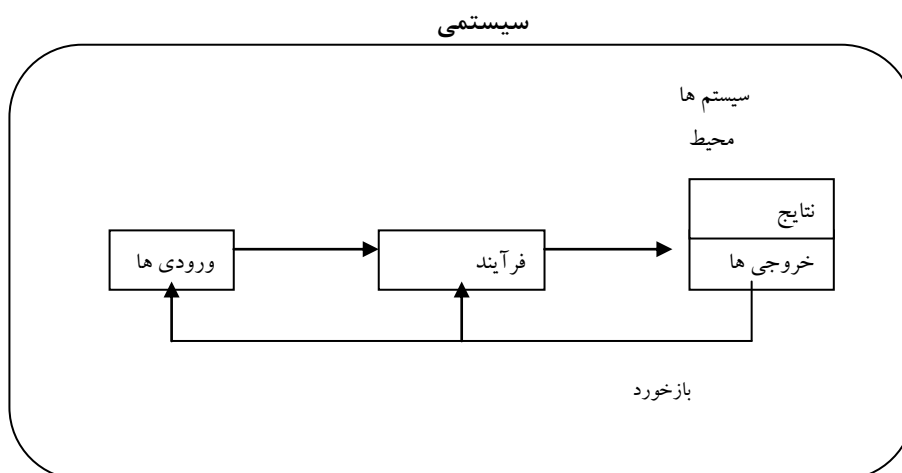 سیستمی
سیستم ها
محیط
نتایج
ورودی ها
فرآیند
خروجی ها
بازخورد